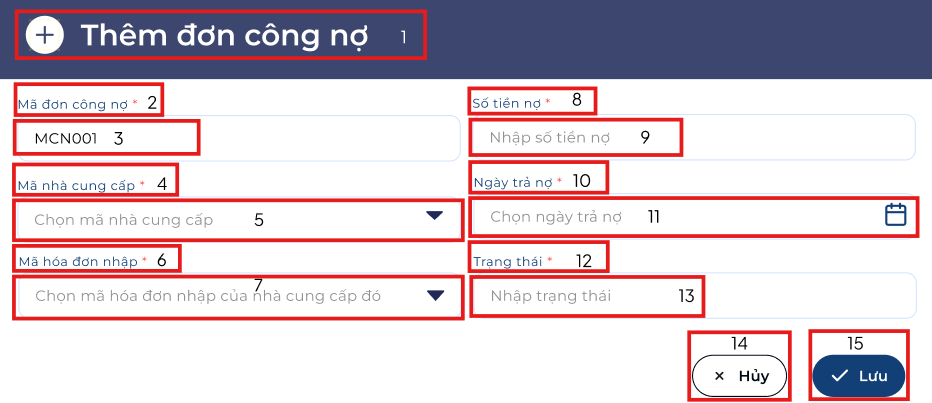 Thêm đơn công nợ 1
Mã đơn công nợ * 2
MCN001 3
Mã nhà cung cấp * 4
Chọn mã nhà cung cấp 5
Mã hóa đơn nhập * 6
Chọn mã hóa đơn nhập của nhà cung cấp đó 7
Số tiền nợ * 8
Nhập số tiền nợ 9
Ngày trả nợ * 10
Chọn ngày trả nợ 11
Trạng thái * 12
Nhập trạng thái 13
14
Hủy
15
Lưu